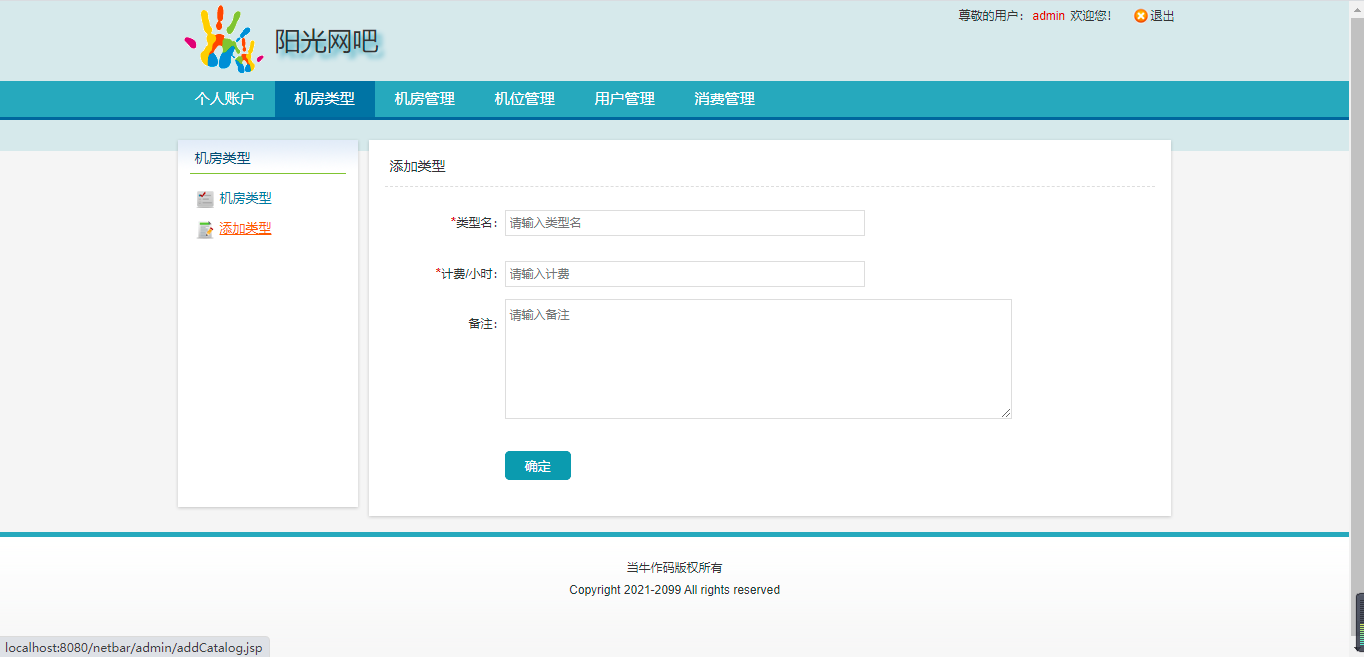 阳光网吧
尊敬的用户： admin 欢迎您！ 退出
个人账户 机房类型 机房管理 机位管理 用户管理 消费管理
机房类型
机房类型
添加类型
添加类型
*类型名： 请输入类型名
*计费/小时： 请输入计费
备注： 请输入备注
确定
当牛作码版权所有
Copyright 2021-2099 All rights reserved
localhost:8080/netbar/admin/addCatalog.jsp